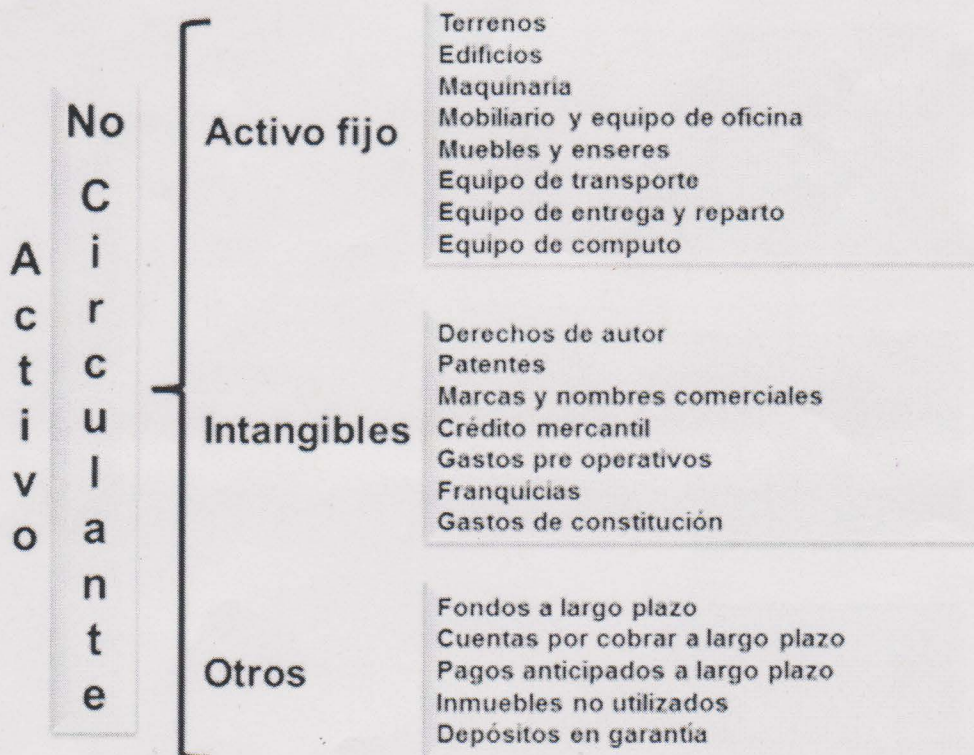 Activo
No Circulante
Activo fijo
Terrenos
Edificios
Maquinaria
Mobiliario y equipo de oficina
Muebles y enseres
Equipo de transporte
Equipo de entrega y reparto
Equipo de computo
Intangibles
Derechos de autor
Patentes
Marcas y nombres comerciales
Crédito mercantil
Gastos pre operativos
Franquicias
Gastos de constitución
Otros
Fondos a largo plazo
Cuentas por cobrar a largo plazo
Pagos anticipados a largo plazo
Inmuebles no utilizados
Depósitos en garantía